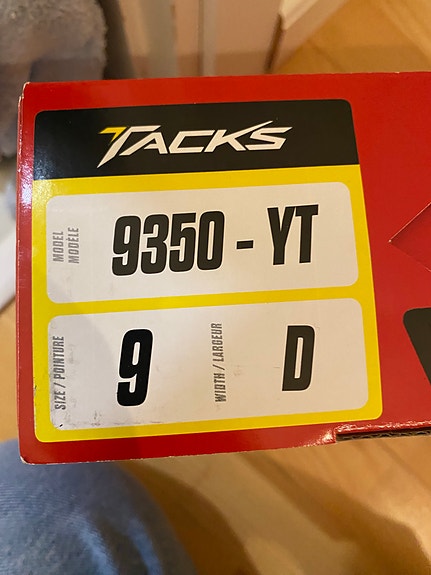 TACKS
MODEL
MODÈLE
9350 - YT
SIZE / POINTURE
9
WIDTH / LARGEUR
D